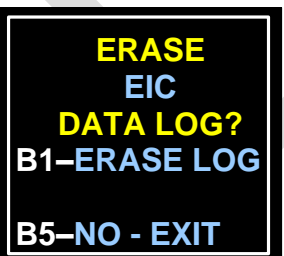 ERASE
EIC
DATA LOG?
B1–ERASE LOG
B5–NO - EXIT